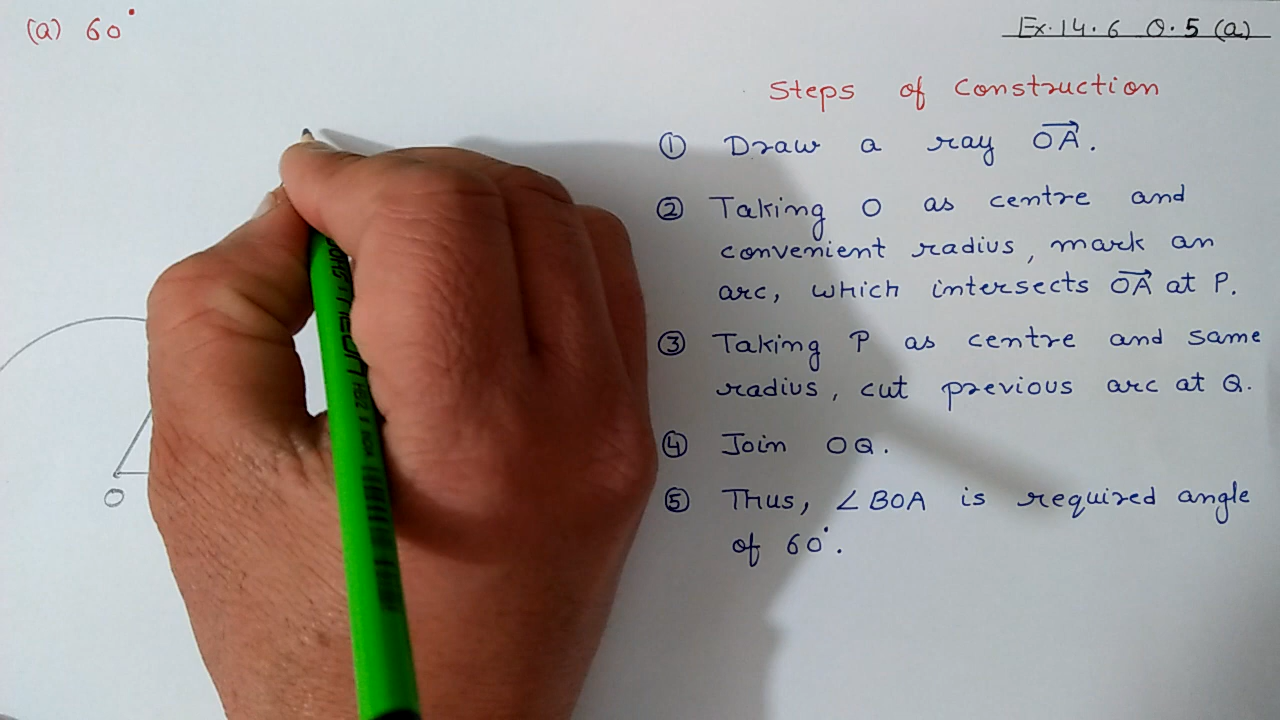 (a) 60°
Ex. 14.6 Q.5 (a)
Steps of Construction
① Draw a ray OA⃗.
② Taking O as centre and
convenient radius, mark an
arc, which intersects OA⃗ at P.
③ Taking P as centre and same
radius, cut previous arc at Q.
④ Join OQ.
⑤ Thus, ∠BOA is required angle
of 60°.
O